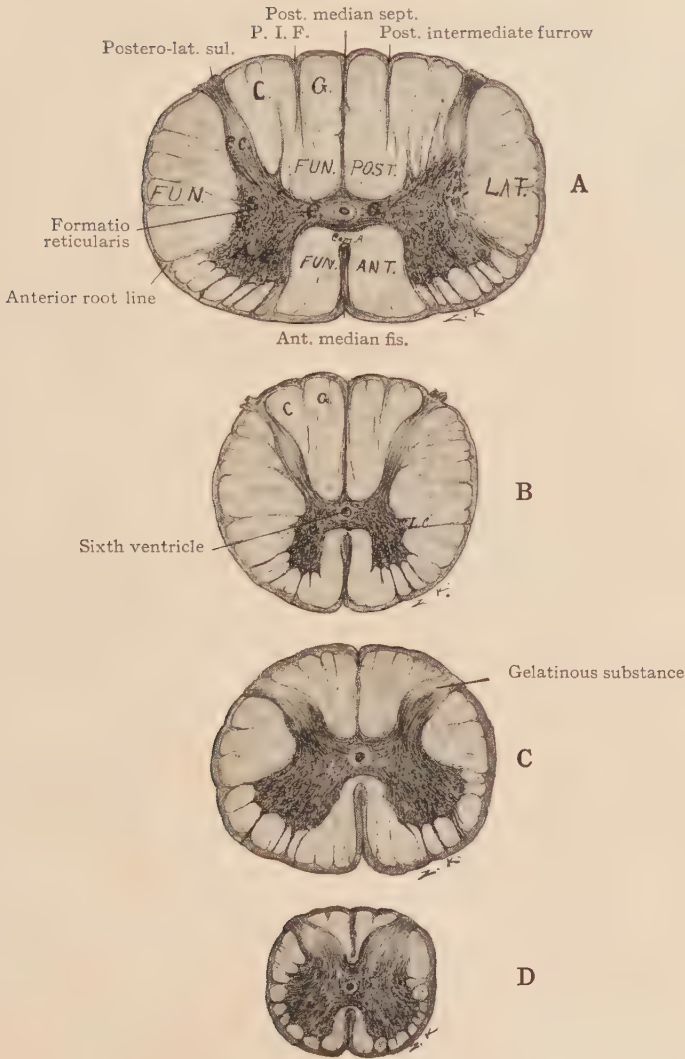 Post. median sept.
P. I. F.
Post. intermediate furrow
Postero-lat. sul.
C. G.
P.C.
FUN. POST.
FUN.
LAT.
A
Formatio
reticularis
C. G.
A
FUN. ANT.
Anterior root line
Z. K
Ant. median fis.
C G.
B
L.C.
Sixth ventricle
Z K.
Gelatinous substance
C
Z. K.
D
Z. K